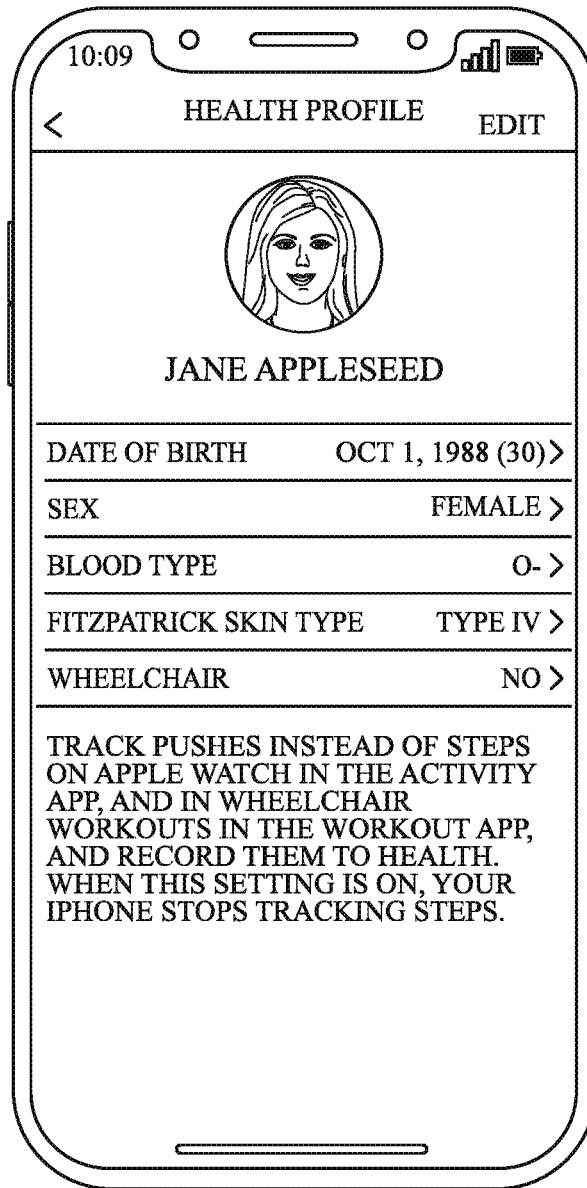 10:09
HEALTH PROFILE
EDIT
JANE APPLESEED
DATE OF BIRTH OCT 1, 1988 (30)
SEX FEMALE
BLOOD TYPE O-
FITZPATRICK SKIN TYPE TYPE IV
WHEELCHAIR NO
TRACK PUSHES INSTEAD OF STEPS
ON APPLE WATCH IN THE ACTIVITY
APP, AND IN WHEELCHAIR
WORKOUTS IN THE WORKOUT APP,
AND RECORD THEM TO HEALTH.
WHEN THIS SETTING IS ON, YOUR
IPHONE STOPS TRACKING STEPS.